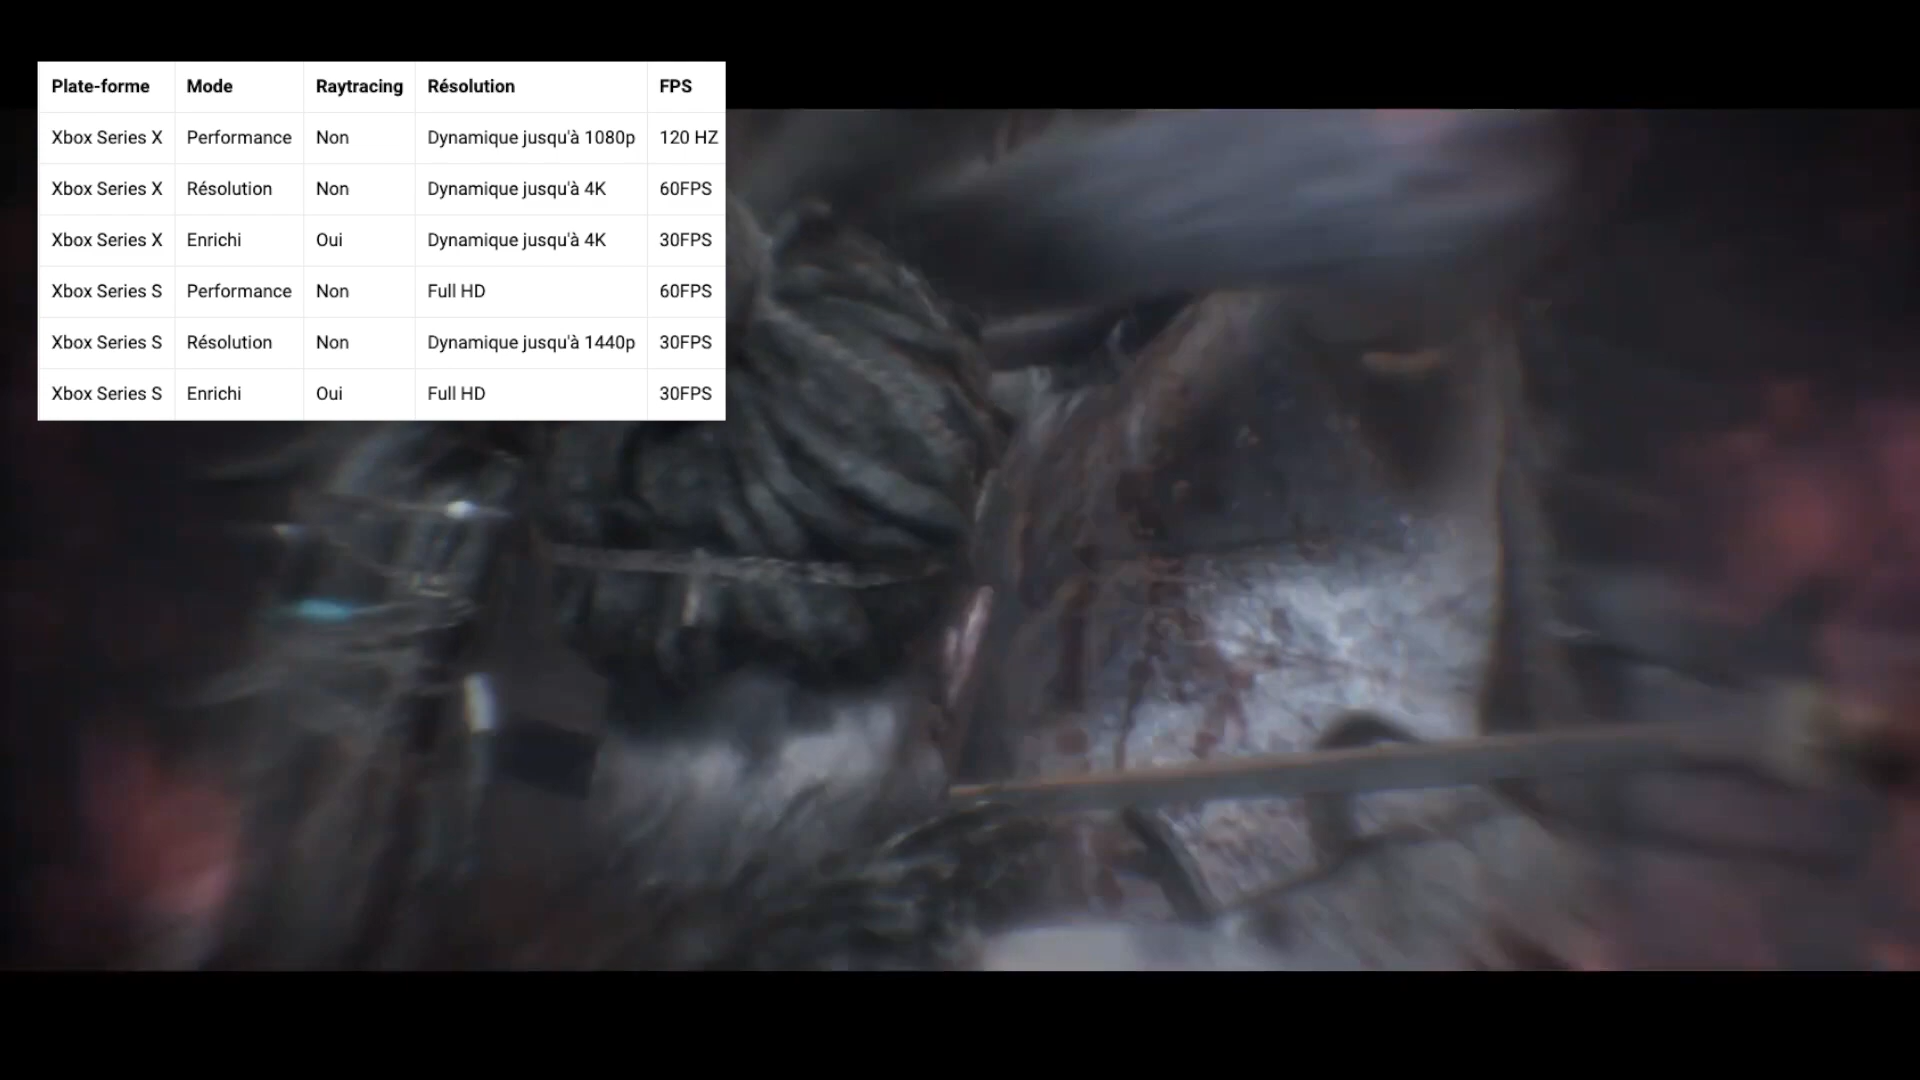 Plate-forme Mode Raytracing Résolution FPS
Xbox Series X Performance Non Dynamique jusqu'à 1080p 120 HZ
Xbox Series X Résolution Non Dynamique jusqu'à 4K 60FPS
Xbox Series X Enrichi Oui Dynamique jusqu'à 4K 30FPS
Xbox Series S Performance Non Full HD 60FPS
Xbox Series S Résolution Non Dynamique jusqu'à 1440p 30FPS
Xbox Series S Enrichi Oui Full HD 30FPS